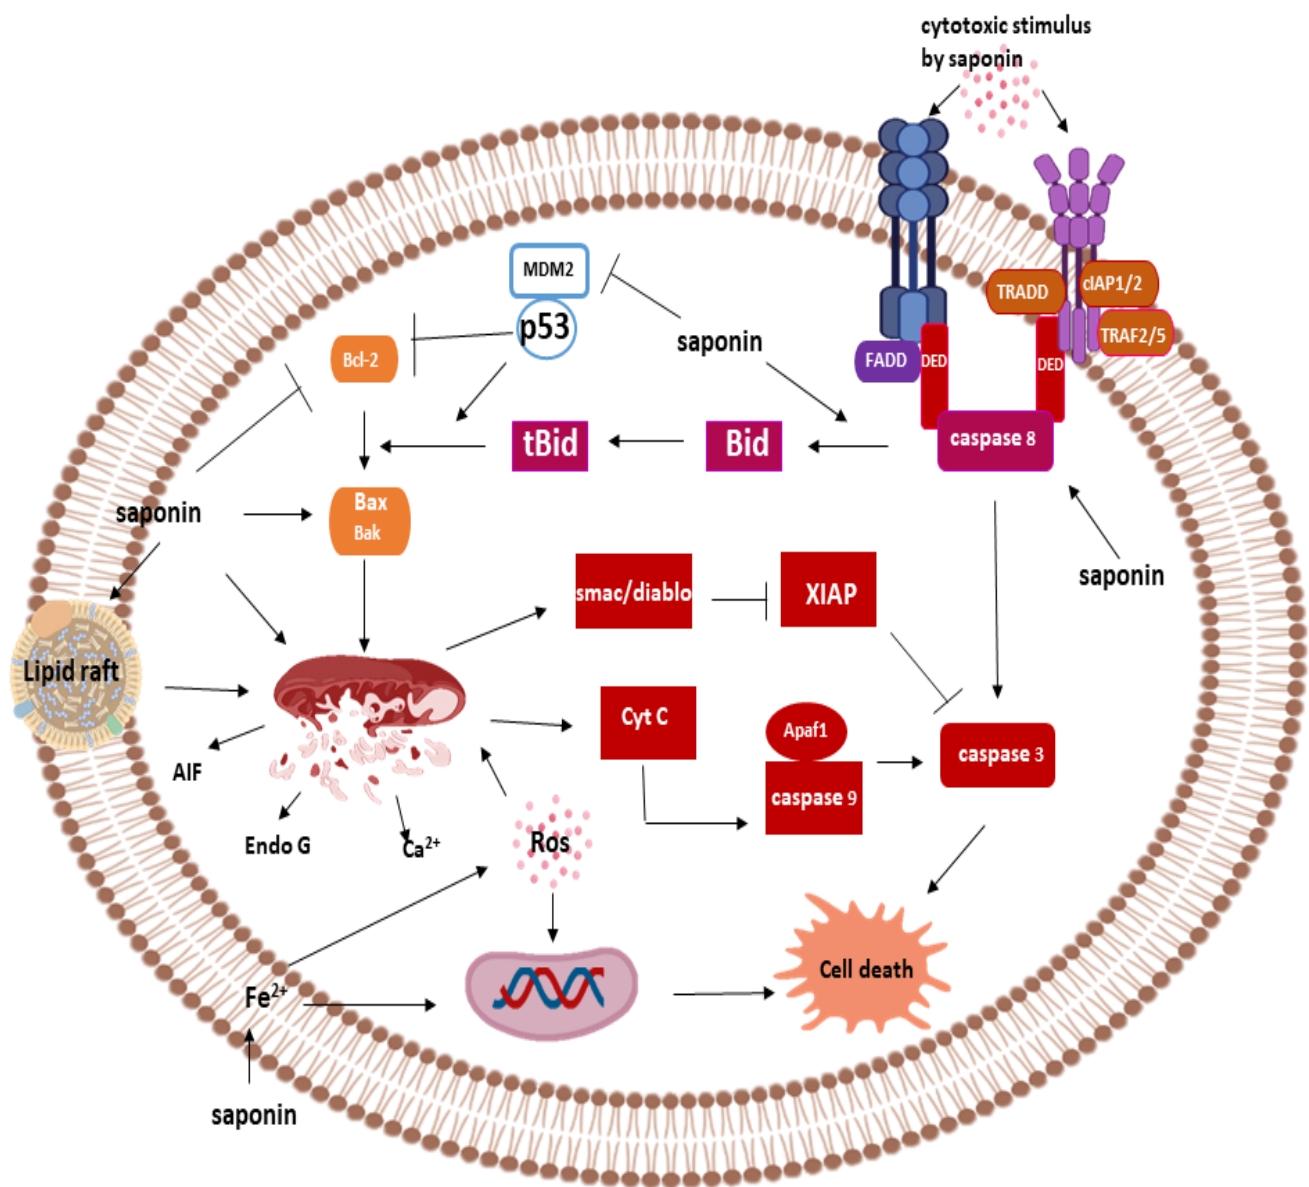 cytotoxic stimulus
by saponin
MDM2
p53
saponin
TRADD
cIAP1/2
TRAF2/5
FADD
DED
DED
Bcl-2
tBid
Bid
caspase 8
saponin
Bax
Bak
smac/diablo
XIAP
saponin
Lipid raft
Cyt C
Apaf1
caspase 9
caspase 3
AIF
Endo G
Ca²⁺
Ros
Cell death
Fe²⁺
saponin